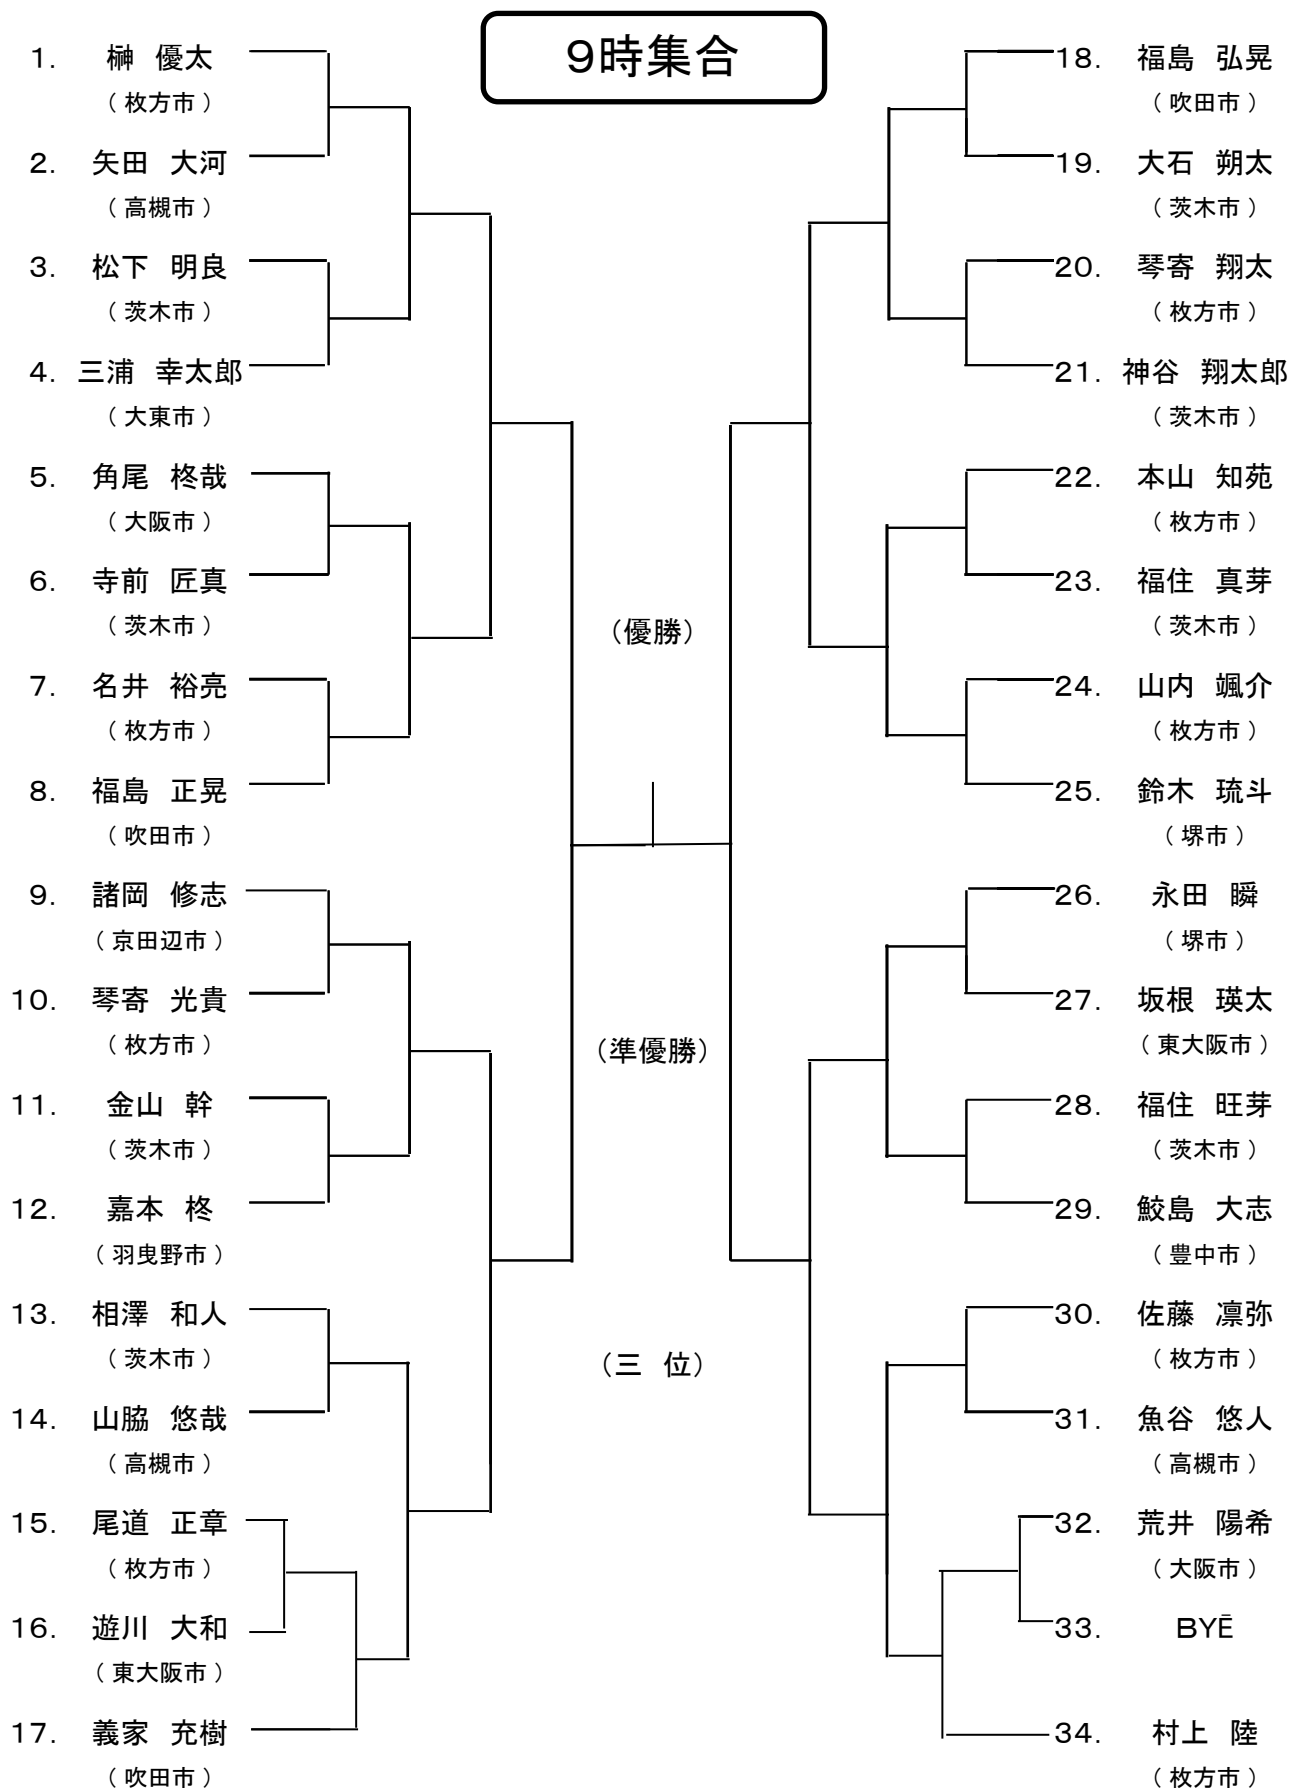 9時集合
1. 榊 優太
（ 枚方市 ）
2. 矢田 大河
（ 高槻市 ）
3. 松下 明良
（ 茨木市 ）
4. 三浦 幸太郎
（ 大東市 ）
5. 角尾 柊哉
（ 大阪市 ）
6. 寺前 匠真
（ 茨木市 ）
7. 名井 裕亮
（ 枚方市 ）
8. 福島 正晃
（ 吹田市 ）
9. 諸岡 修志
（ 京田辺市 ）
10. 琴寄 光貴
（ 枚方市 ）
11. 金山 幹
（ 茨木市 ）
12. 嘉本 柊
（ 羽曳野市 ）
13. 相澤 和人
（ 茨木市 ）
14. 山脇 悠哉
（ 高槻市 ）
15. 尾道 正章
（ 枚方市 ）
16. 遊川 大和
（ 東大阪市 ）
17. 義家 充樹
（ 吹田市 ）
（優勝）
（準優勝）
（三 位）
18. 福島 弘晃
（ 吹田市 ）
19. 大石 朔太
（ 茨木市 ）
20. 琴寄 翔太
（ 枚方市 ）
21. 神谷 翔太郎
（ 茨木市 ）
22. 本山 知苑
（ 枚方市 ）
23. 福住 真芽
（ 茨木市 ）
24. 山内 颯介
（ 枚方市 ）
25. 鈴木 琉斗
（ 堺市 ）
26. 永田 瞬
（ 堺市 ）
27. 坂根 瑛太
（ 東大阪市 ）
28. 福住 旺芽
（ 茨木市 ）
29. 鮫島 大志
（ 豊中市 ）
30. 佐藤 凛弥
（ 枚方市 ）
31. 魚谷 悠人
（ 高槻市 ）
32. 荒井 陽希
（ 大阪市 ）
33. BYĒ
34. 村上 陸
（ 枚方市 ）